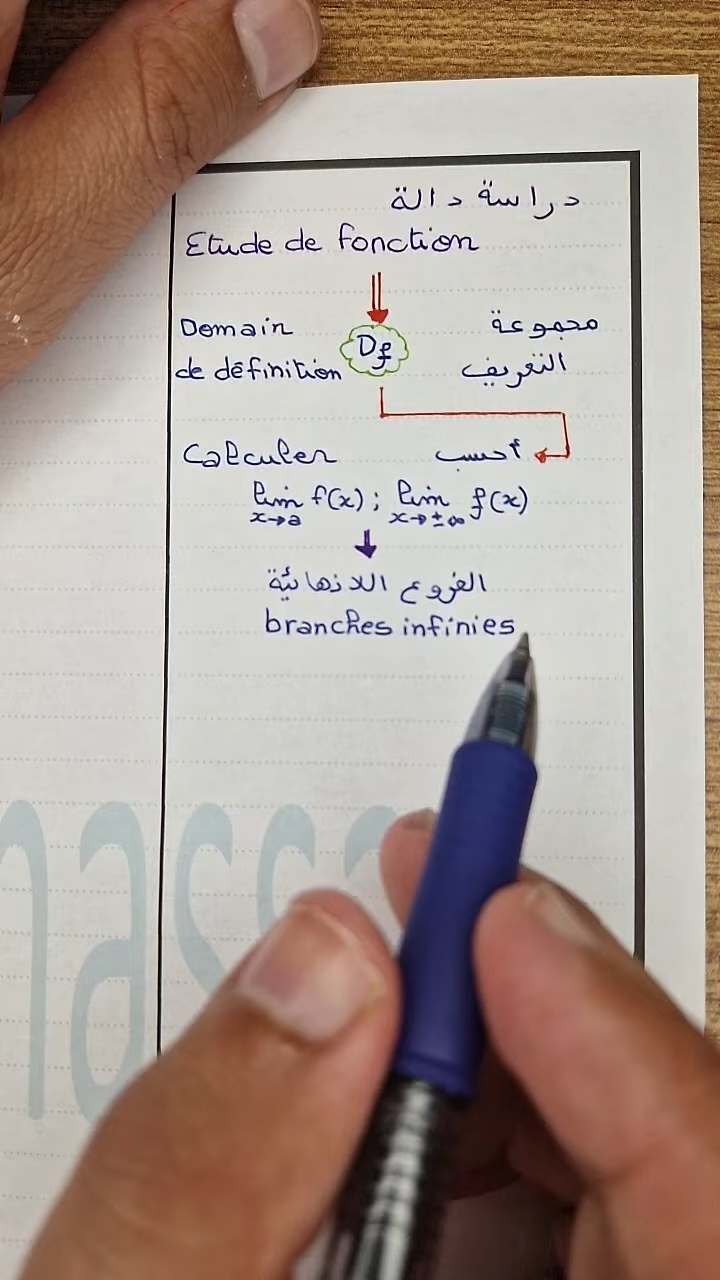 دراسة دالة
Etude de fonction
Domain
de définition
Df
مجموعة
التعريف
Calculer
أحسب
lim f(x) ; lim f(x)
x→a x→±∞
الفروع اللانهائية
branches infinies